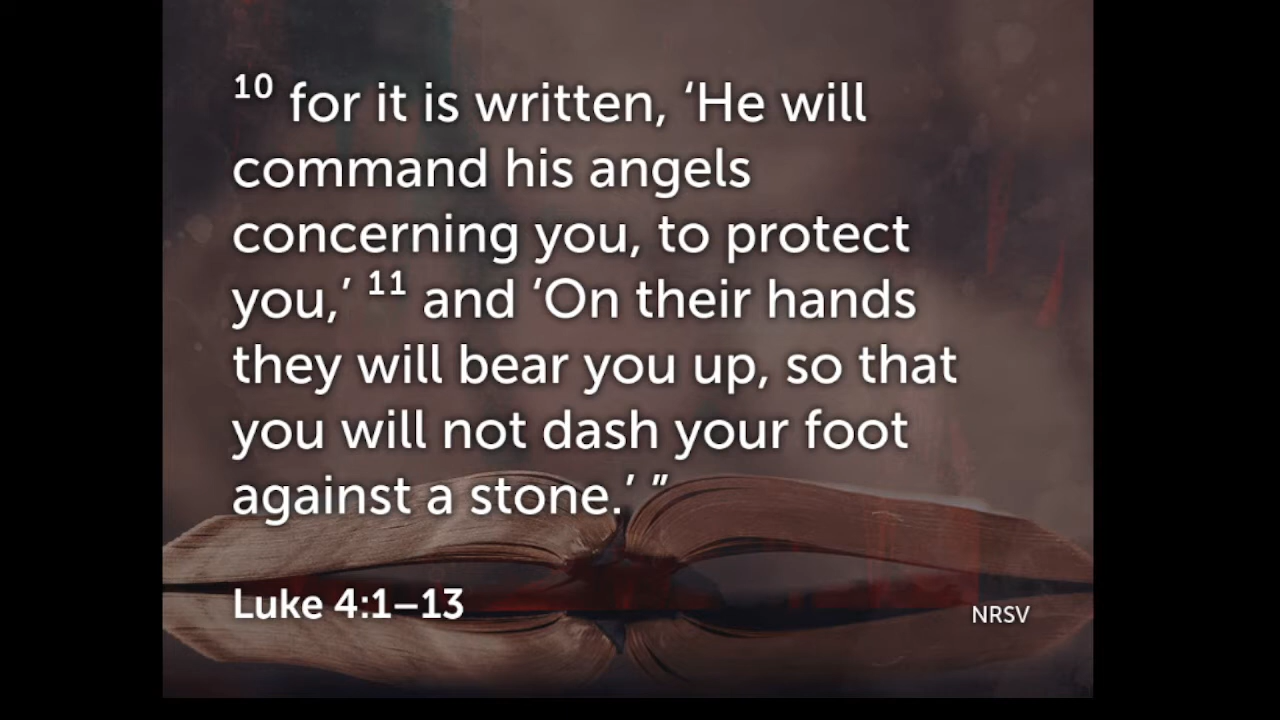 10 for it is written, ‘He will
command his angels
concerning you, to protect
you,’ 11 and ‘On their hands
they will bear you up, so that
you will not dash your foot
against a stone.’ ”
Luke 4:1–13
NRSV